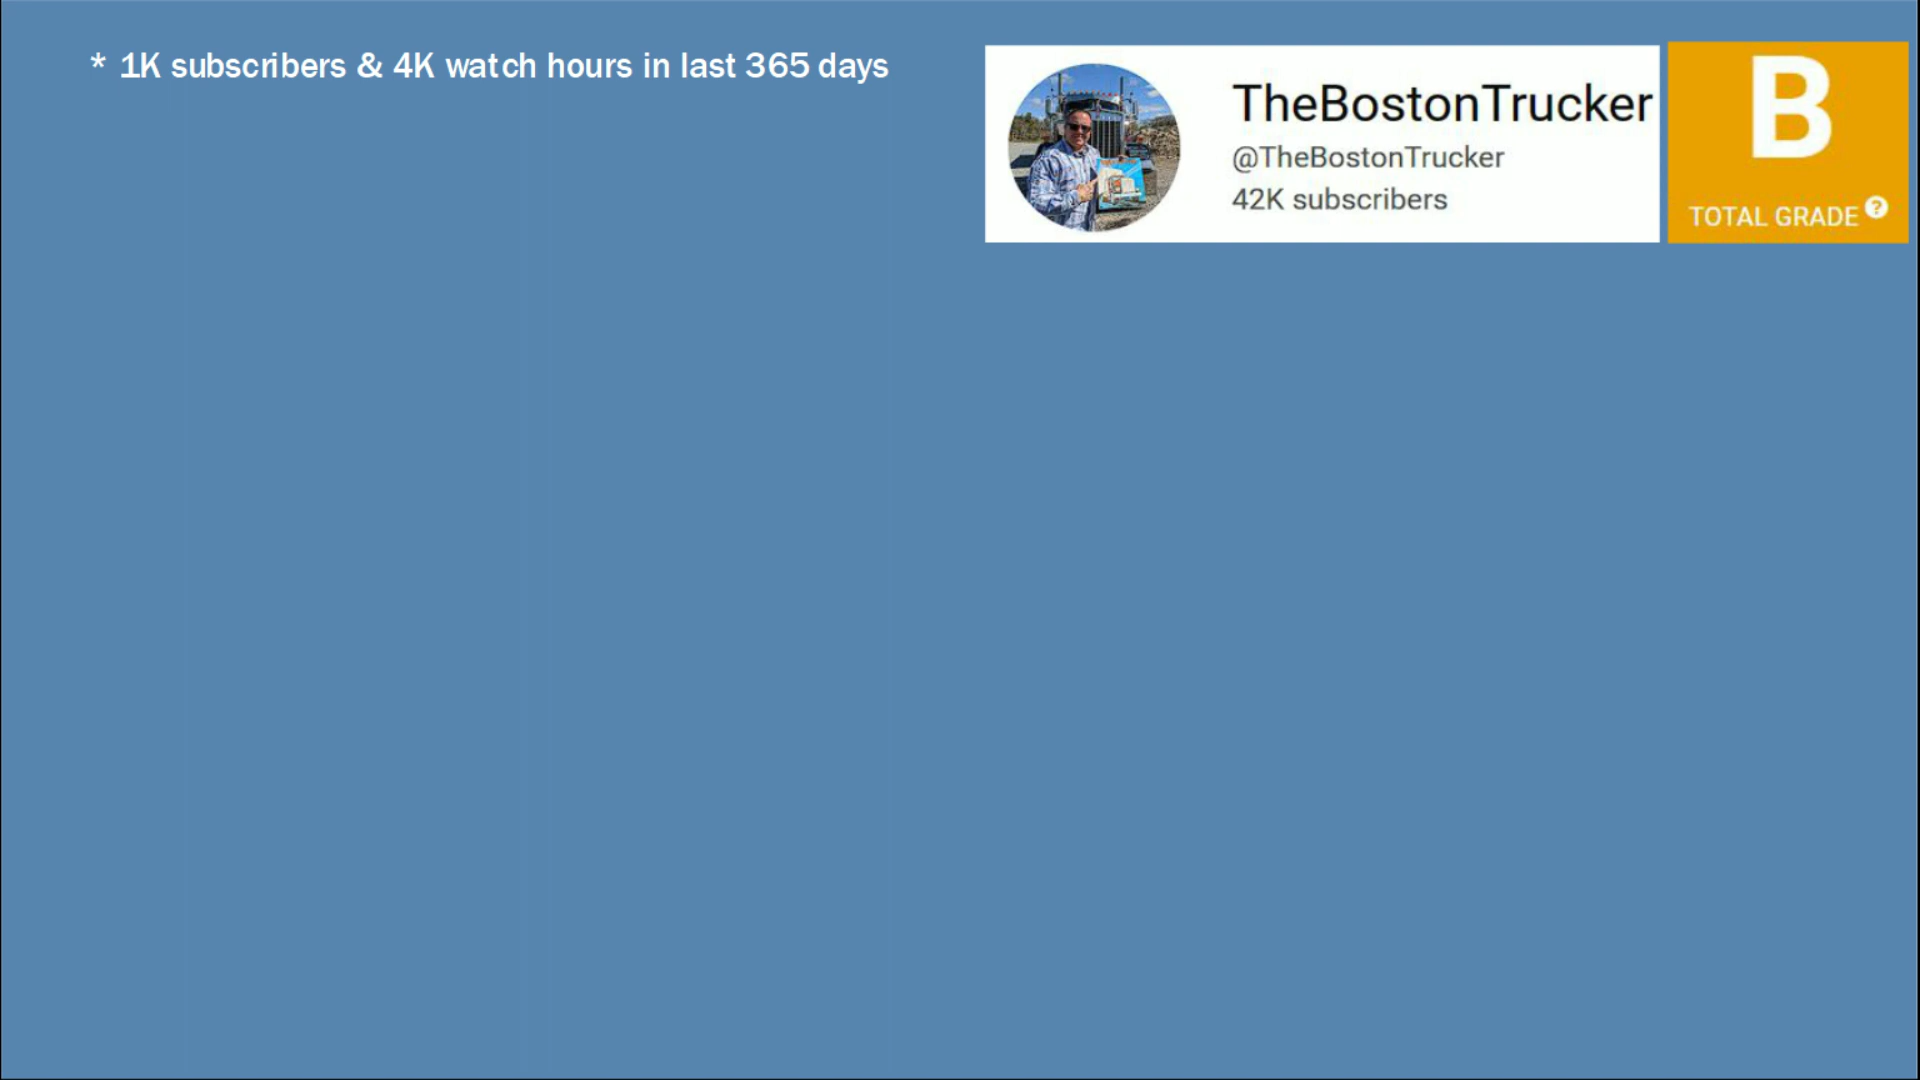 * 1K subscribers & 4K watch hours in last 365 days
TheBostonTrucker
@TheBostonTrucker
42K subscribers
B
TOTAL GRADE ?